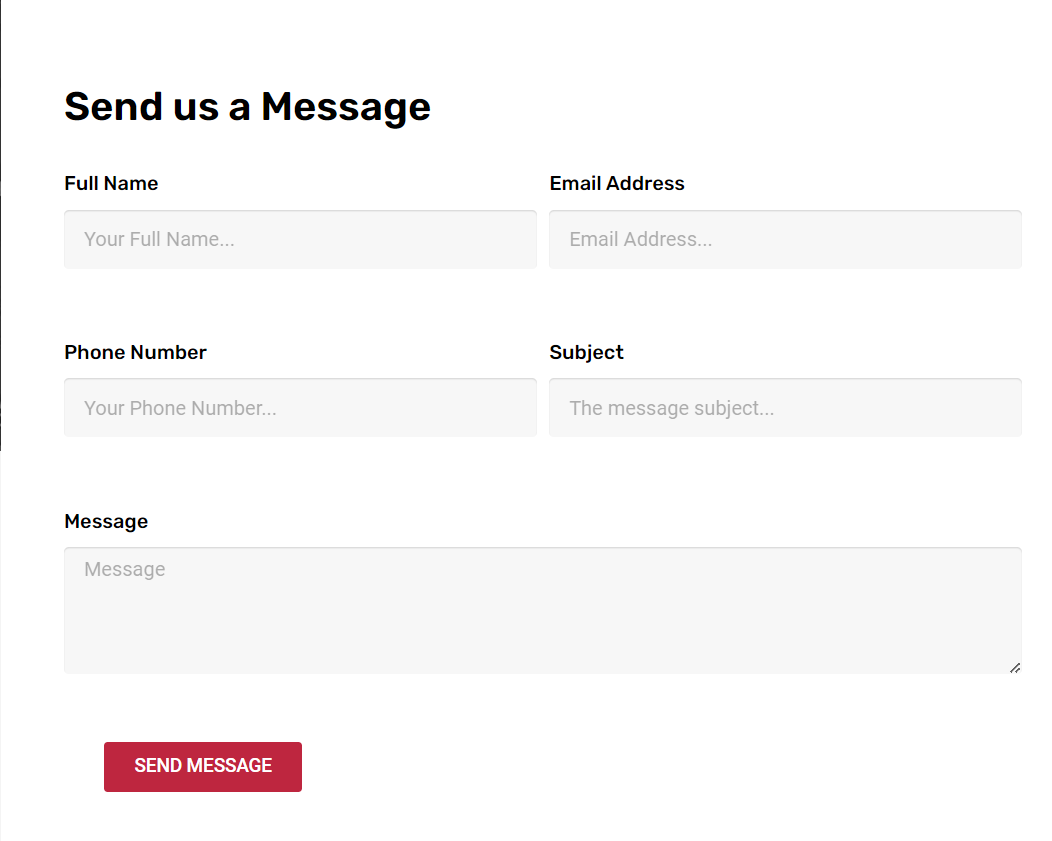 Send us a Message
Full Name
Email Address
Your Full Name...
Email Address...
Phone Number
Subject
Your Phone Number...
The message subject...
Message
Message
SEND MESSAGE